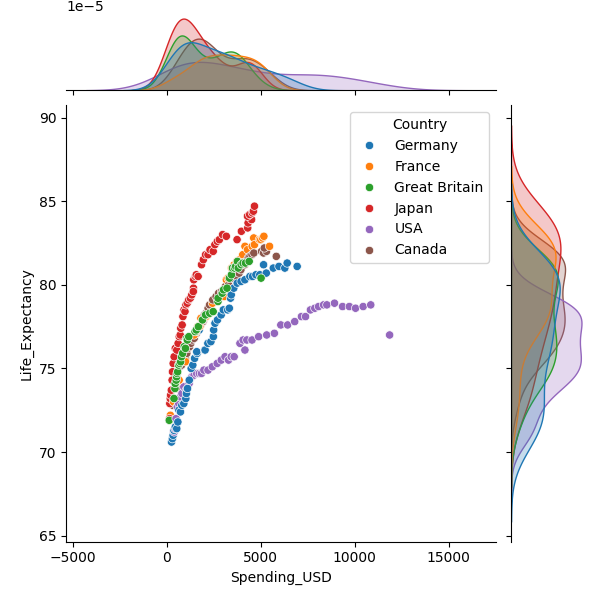 1e−5
90
85
80
75
70
65
Life_Expectancy
Country
Germany
France
Great Britain
Japan
USA
Canada
−5000
0
5000
10000
15000
Spending_USD